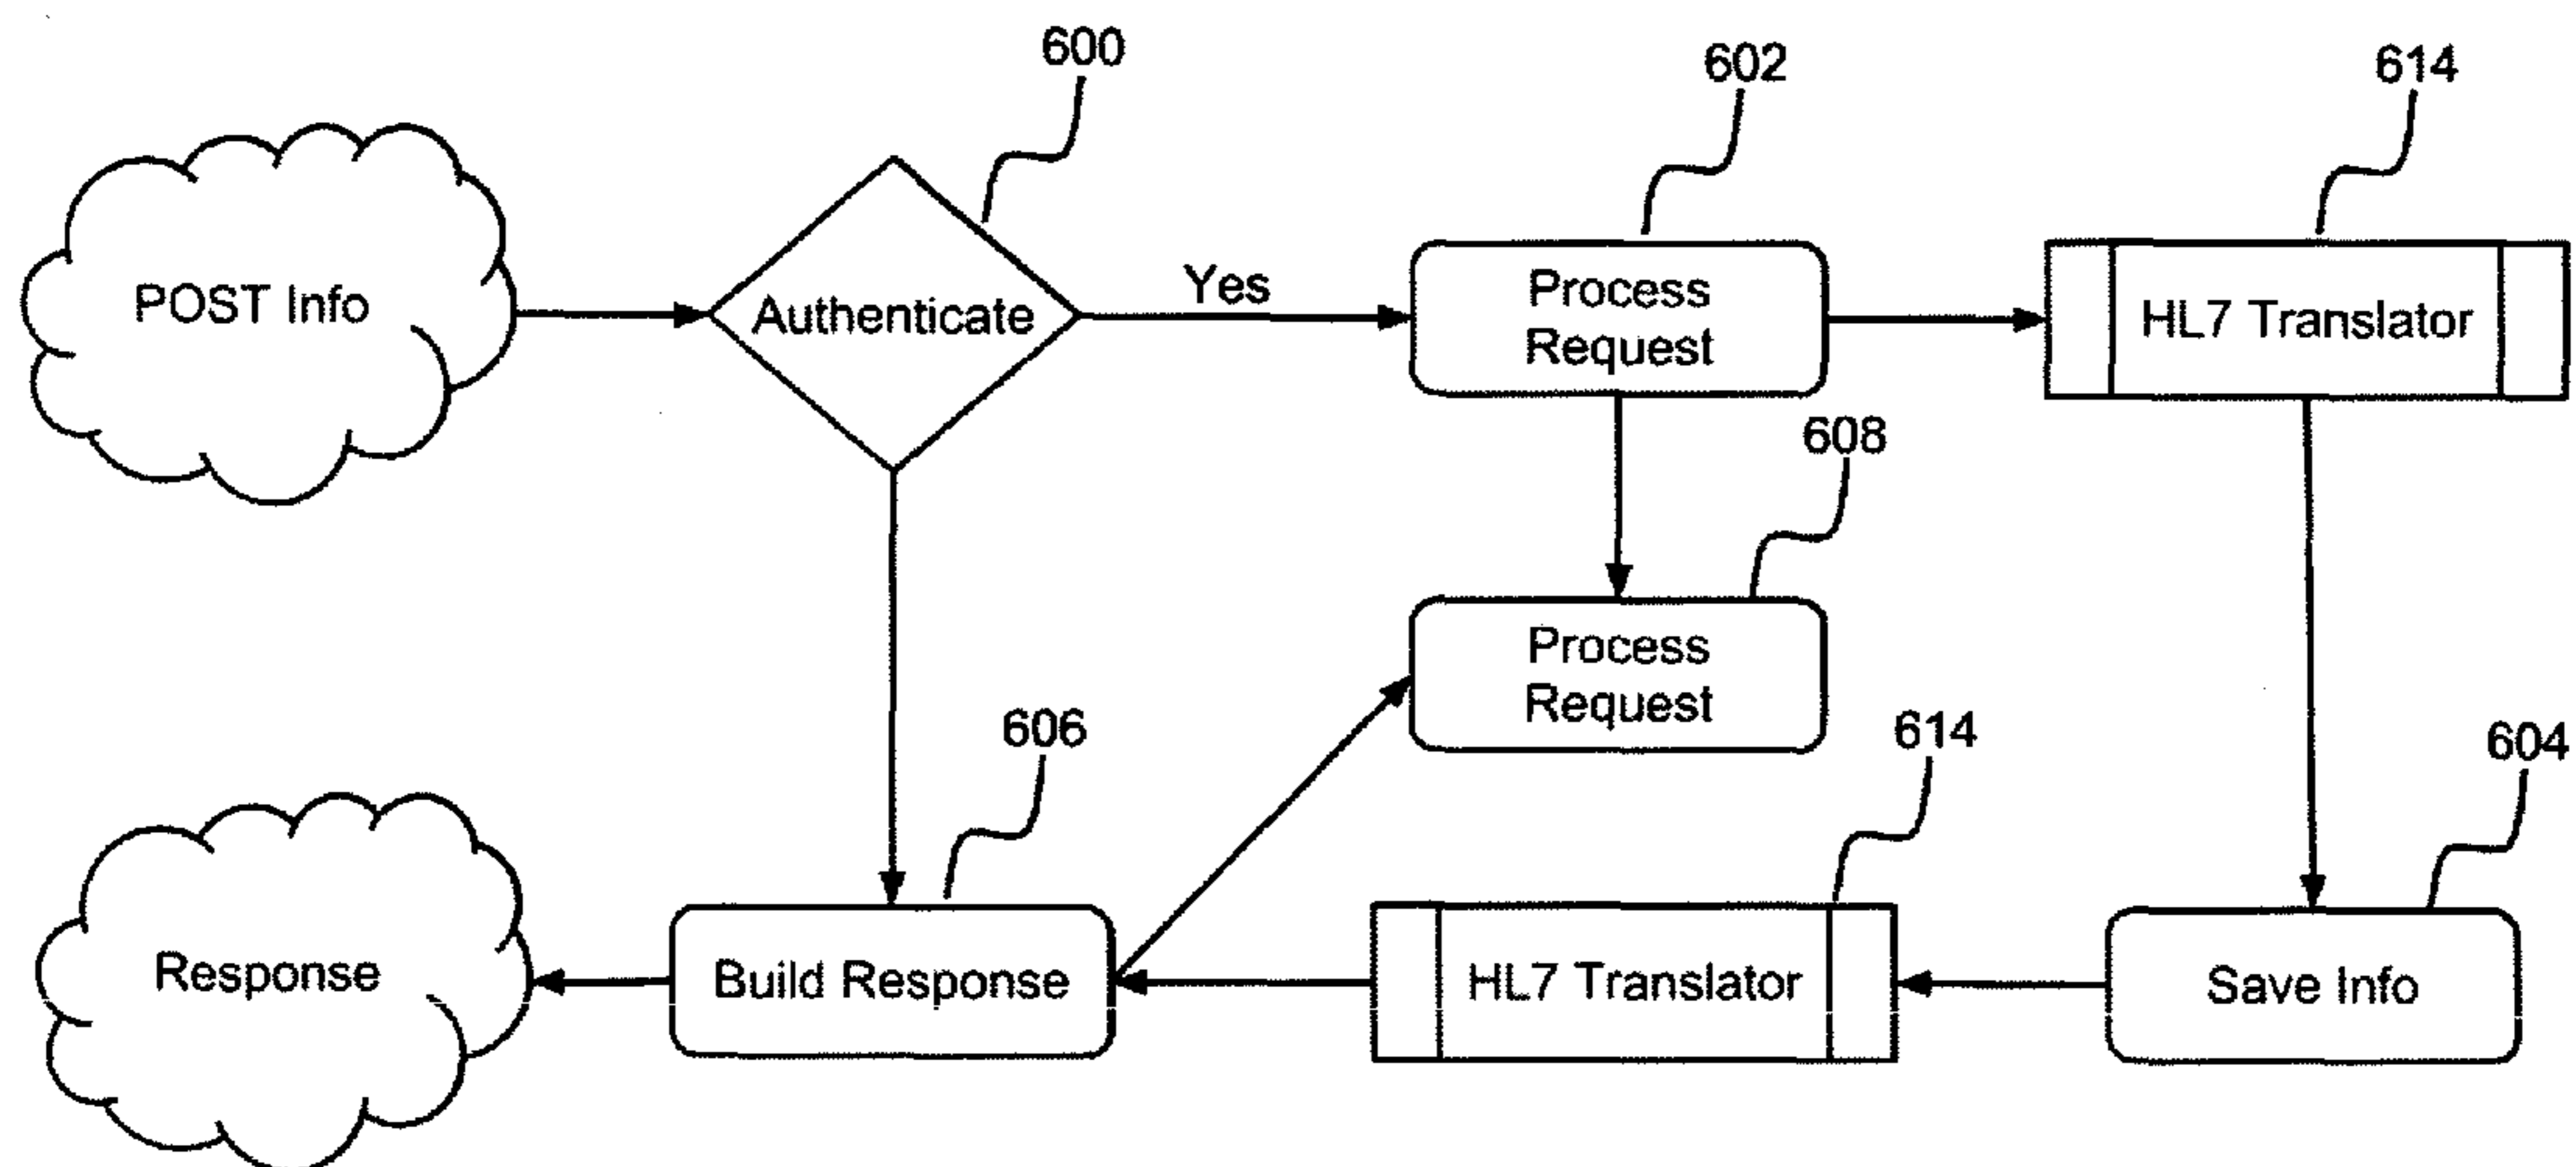 600
602
614
POST Info
Authenticate
Yes
Process
Request
HL7 Translator
608
Process
Request
606
614
604
Response
Build Response
HL7 Translator
Save Info